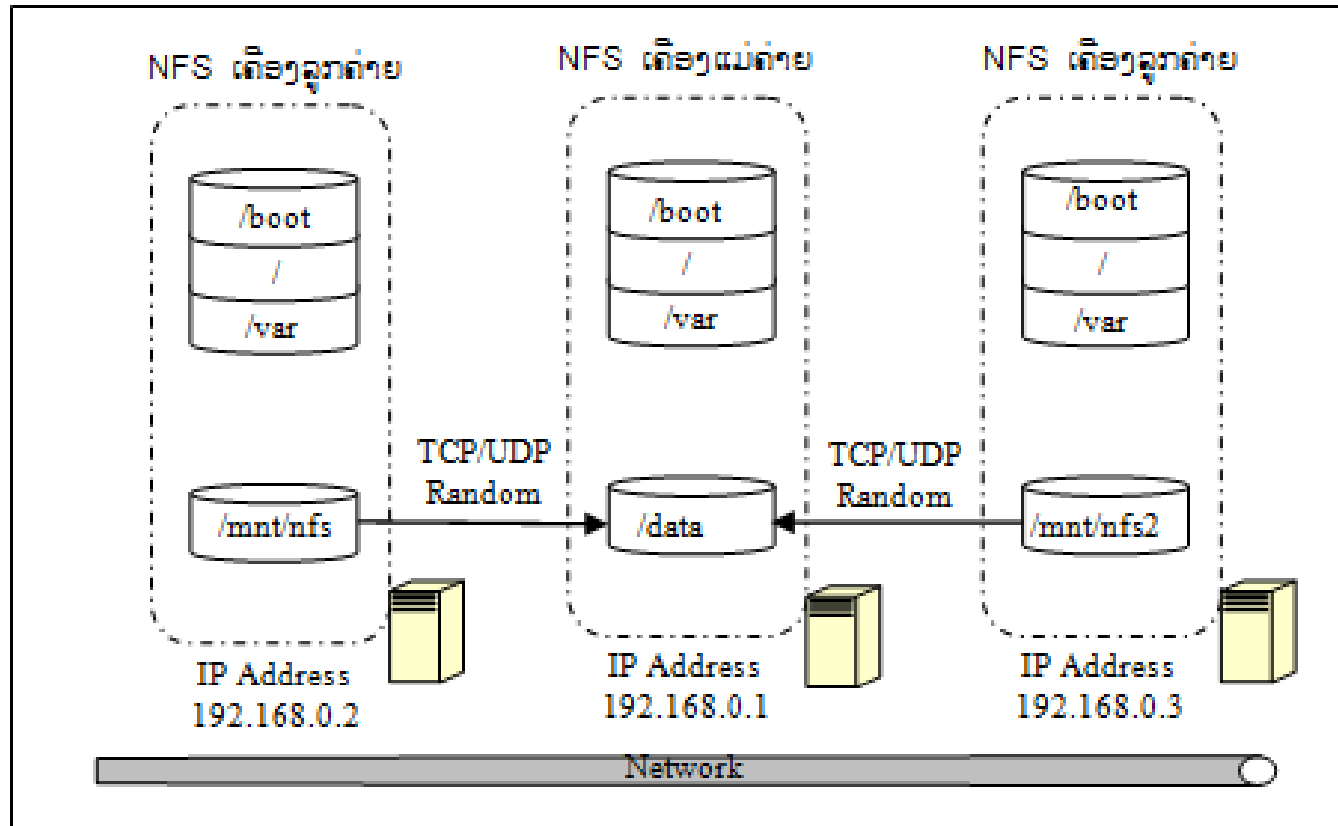 NFS ເຄື່ອງລູກຄ່າຍ
NFS ເຄື່ອງແມ່ຄ່າຍ
NFS ເຄື່ອງລູກຄ່າຍ
/boot
/
/var
/boot
/
/var
/boot
/
/var
TCP/UDP
Random
TCP/UDP
Random
/mnt/nfs
/data
/mnt/nfs2
IP Address
192.168.0.2
IP Address
192.168.0.1
IP Address
192.168.0.3
Network